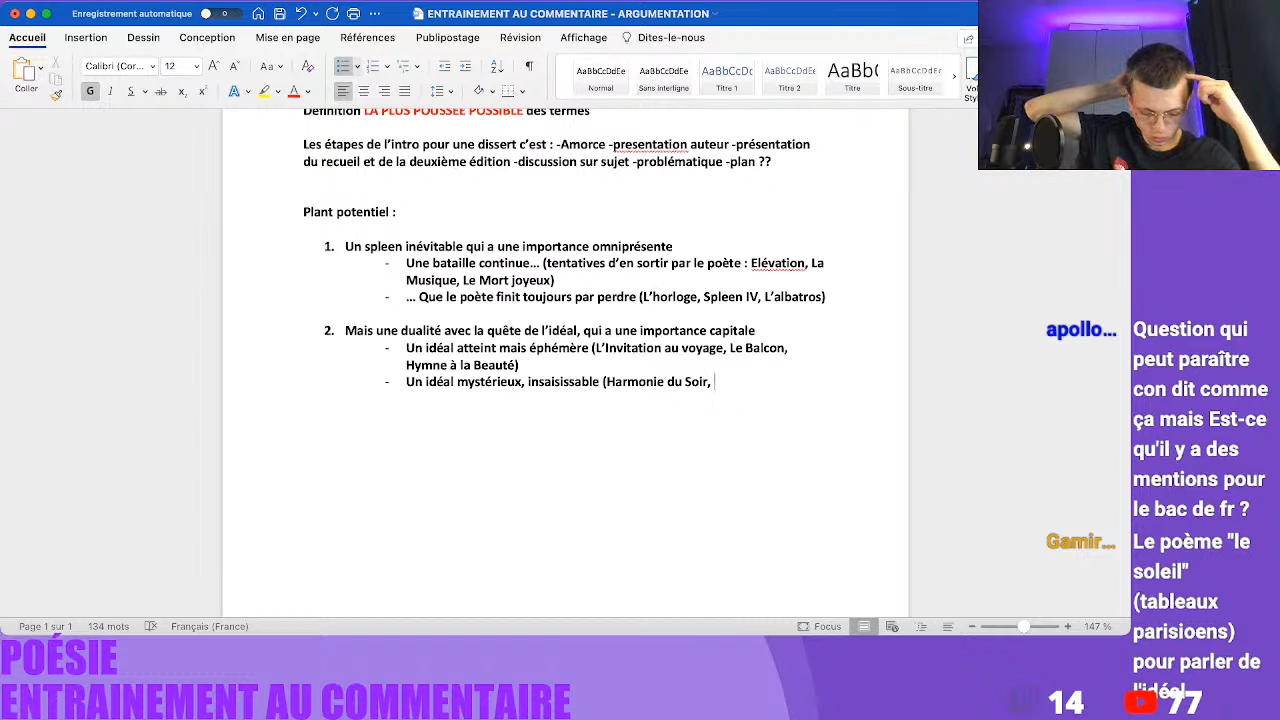 Enregistrement automatique
ENTRAINEMENT AU COMMENTAIRE - ARGUMENTATION
Accueil Insertion Dessin Conception Mise en page Références Publipostage Révision Affichage Dites-le-nous
Coller
Calibri (Cor... 12
AaBbCcDdEe AaBbCcDdEe AaBbCcDc AaBbCcDdEe AaBb( AaBbCcDdEe
Normal Sans interligne Titre 1 Titre 2 Titre Sous-titre
Définition LA PLUS POUSSEE POSSIBLE des termes
Les étapes de l'intro pour une dissert c'est : -Amorce -presentation auteur -présentation
du recueil et de la deuxième édition -discussion sur sujet -problématique -plan ??
Plant potentiel :
1. Un spleen inévitable qui a une importance omniprésente
- Une bataille continue… (tentatives d'en sortir par le poète : Elévation, La
Musique, Le Mort joyeux)
- … Que le poète finit toujours par perdre (L'horloge, Spleen IV, L'albatros)
2. Mais une dualité avec la quête de l'idéal, qui a une importance capitale
- Un idéal atteint mais éphémère (L'Invitation au voyage, Le Balcon,
Hymne à la Beauté)
- Un idéal mystérieux, insaisissable (Harmonie du Soir,
Page 1 sur 1 134 mots Français (France) Focus 147 %
apollo… Question qui
peut paraître
con dit comme
ça mais Est-ce
qu'il y a des
mentions pour
le bac de fr ?
Gamir… Le poème "le
soleil"
(tableaux
parisioens)
pour parler de
l'idéal
14 77
POÉSIE
ENTRAINEMENT AU COMMENTAIRE